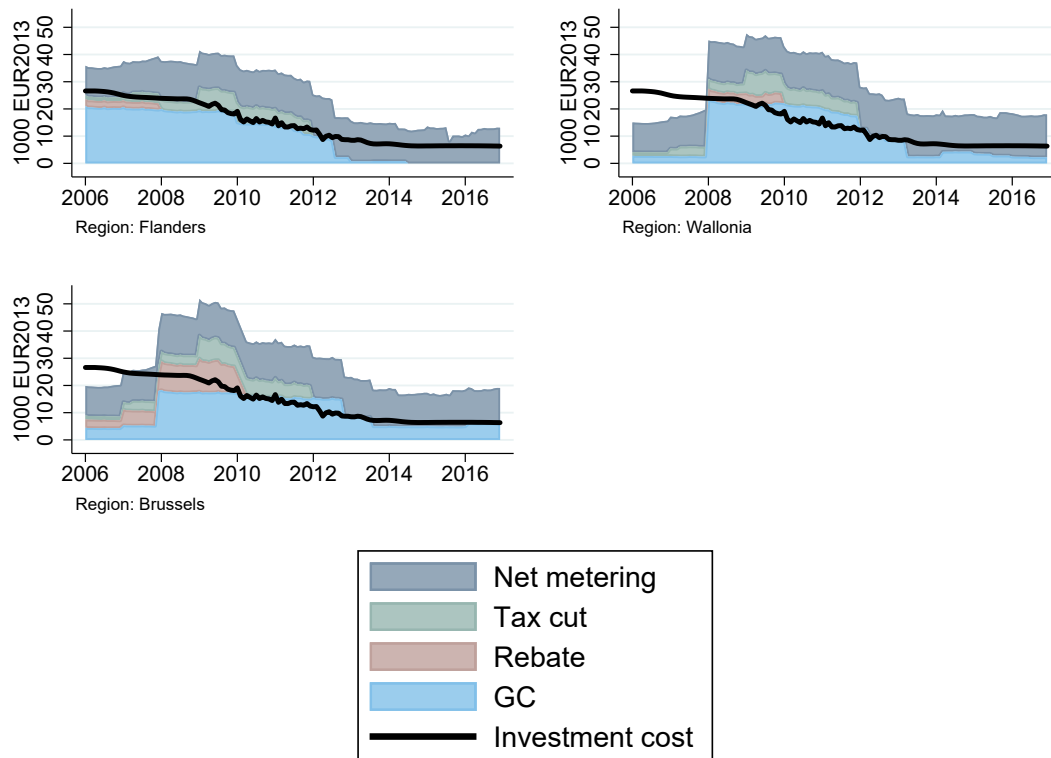 1000 EUR2013
0 10 20 30 40 50
2006 2008 2010 2012 2014 2016
Region: Flanders
1000 EUR2013
0 10 20 30 40 50
2006 2008 2010 2012 2014 2016
Region: Wallonia
1000 EUR2013
0 10 20 30 40 50
2006 2008 2010 2012 2014 2016
Region: Brussels
Net metering
Tax cut
Rebate
GC
Investment cost